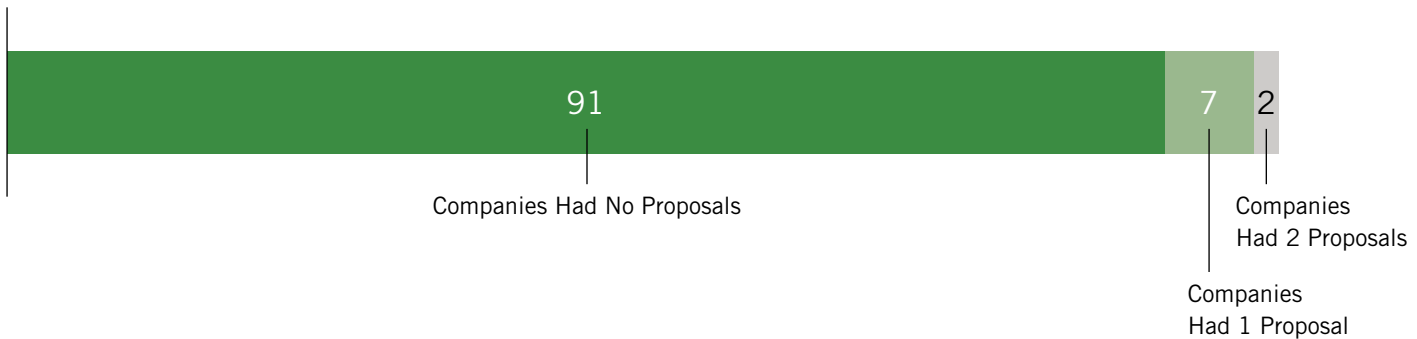 91
7
2
Companies Had No Proposals
Companies
Had 2 Proposals
Companies
Had 1 Proposal